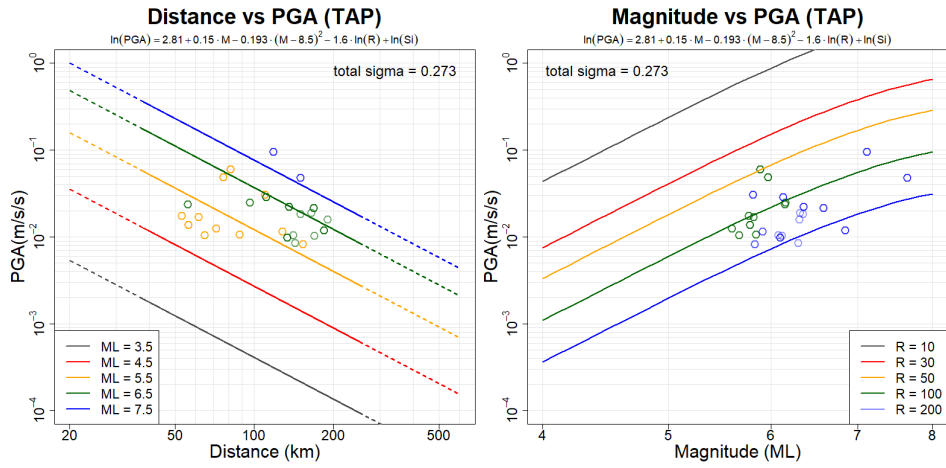 Distance vs PGA (TAP)
ln(PGA) = 2.81 + 0.15 · M − 0.193 · (M − 8.5)² − 1.6 · ln(R) + ln(Si)
total sigma = 0.273
PGA(m/s/s)
10⁰
10⁻¹
10⁻²
10⁻³
10⁻⁴
ML = 3.5
ML = 4.5
ML = 5.5
ML = 6.5
ML = 7.5
20 50 100 200 500
Distance (km)
Magnitude vs PGA (TAP)
ln(PGA) = 2.81 + 0.15 · M − 0.193 · (M − 8.5)² − 1.6 · ln(R) + ln(Si)
total sigma = 0.273
PGA(m/s/s)
10⁰
10⁻¹
10⁻²
10⁻³
10⁻⁴
R = 10
R = 30
R = 50
R = 100
R = 200
4 5 6 7 8
Magnitude (ML)